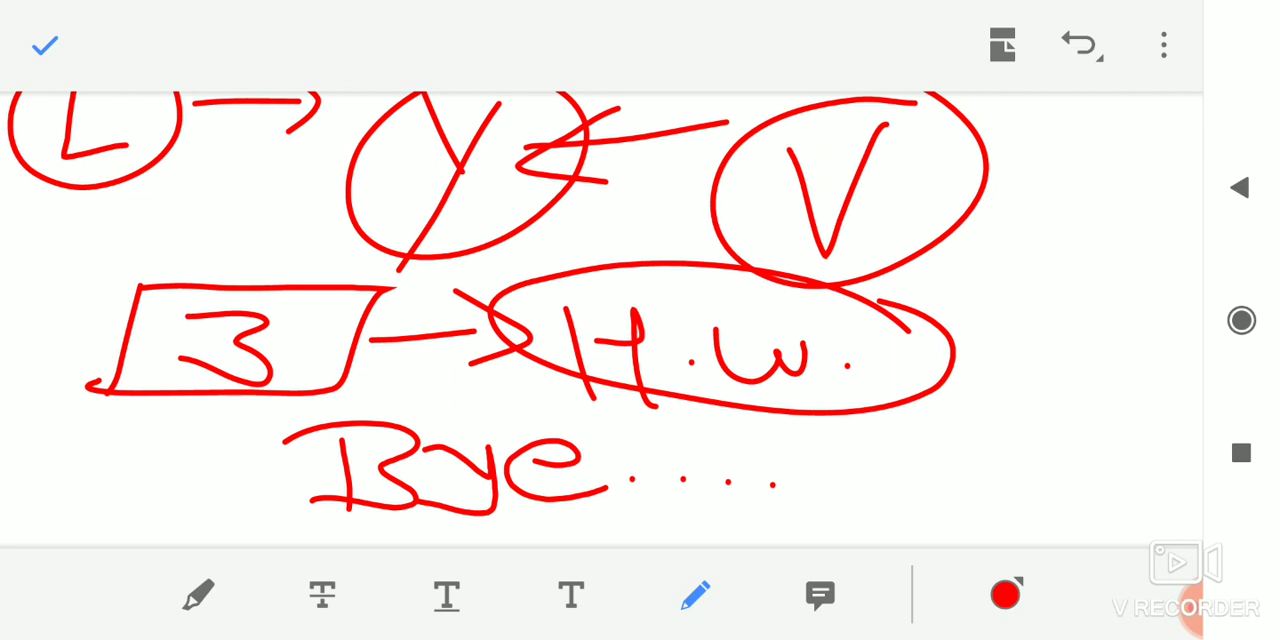 L → Y ← V
3 → H.W.
Bye....
V RECORDER